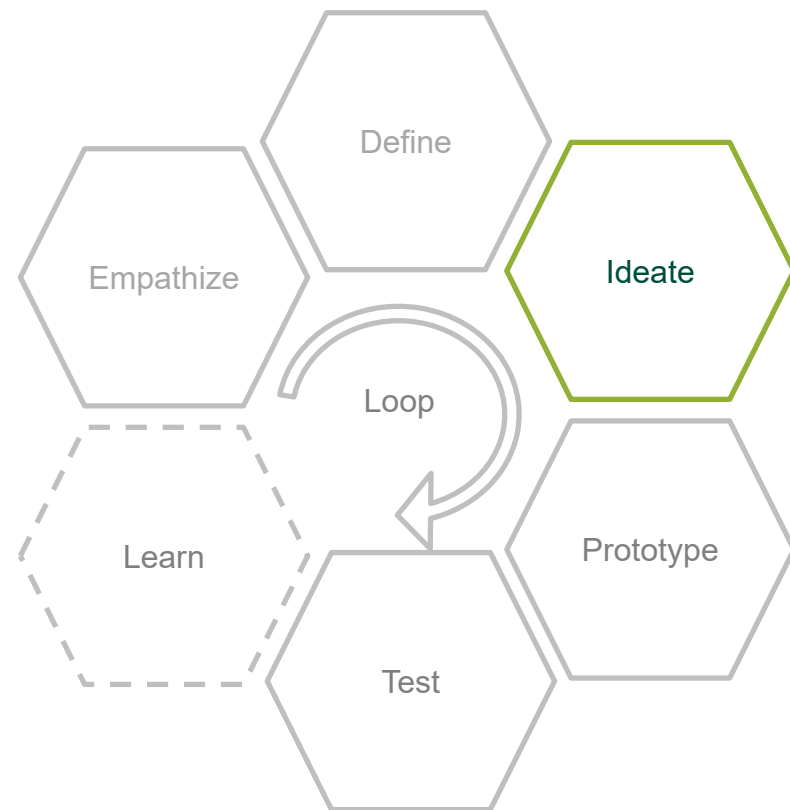 Define
Empathize
Ideate
Loop
Learn
Prototype
Test